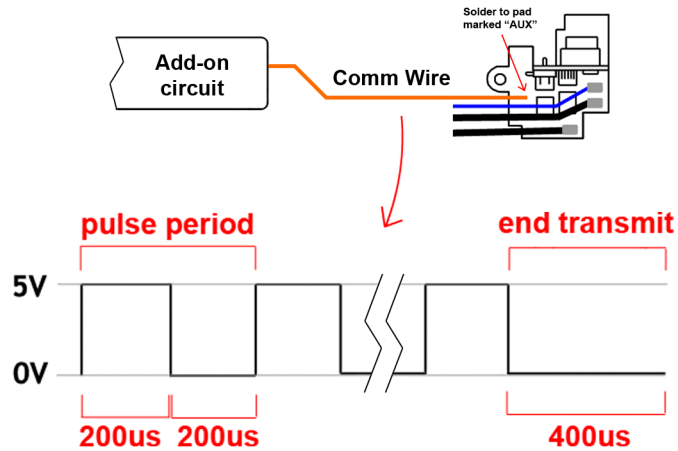 Solder to pad
marked “AUX”
Add-on
circuit
Comm Wire
pulse period
end transmit
5V
0V
200us
200us
400us